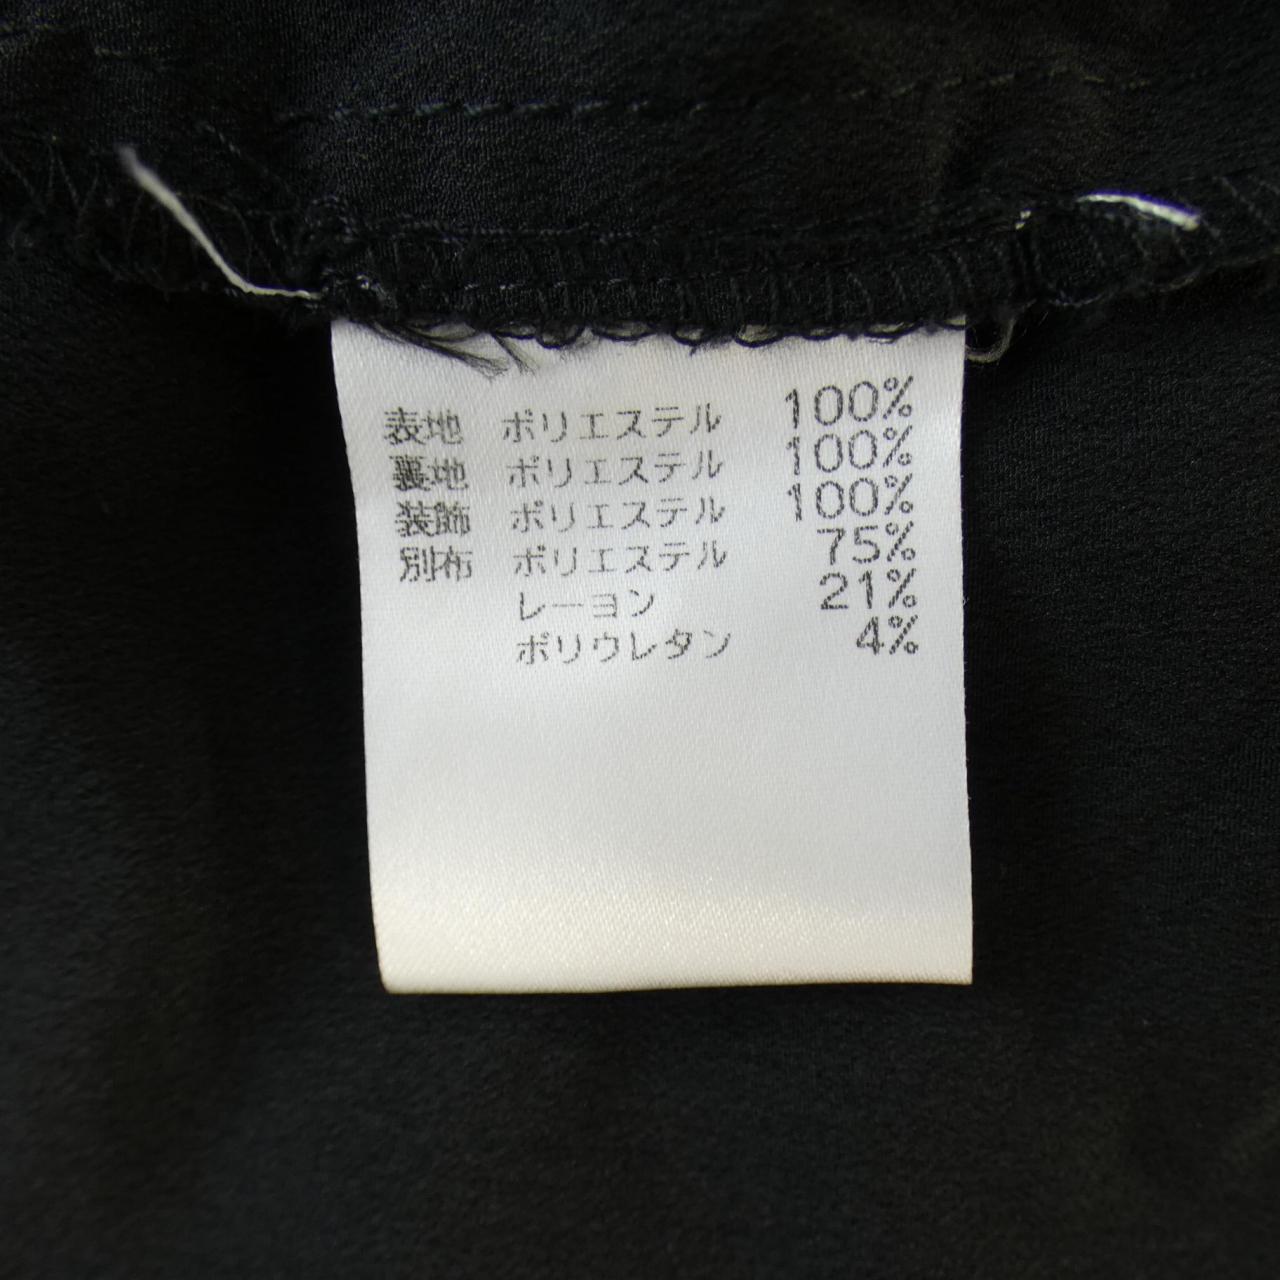 表地 ポリエステル 100%
裏地 ポリエステル 100%
装飾 ポリエステル 100%
別布 ポリエステル 75%
レーヨン 21%
ポリウレタン 4%